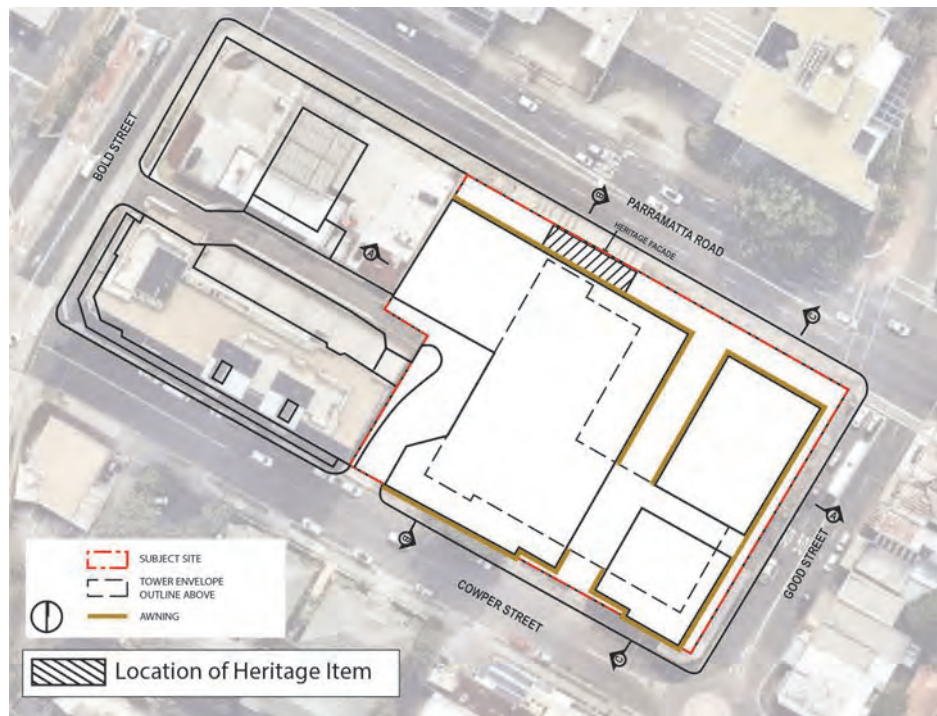 BOLD STREET
B
PARRAMATTA ROAD
HERITAGE FACADE
A
C
GOOD STREET
A
B
COWPER STREET
C
SUBJECT SITE
TOWER ENVELOPE
OUTLINE ABOVE
AWNING
Location of Heritage Item